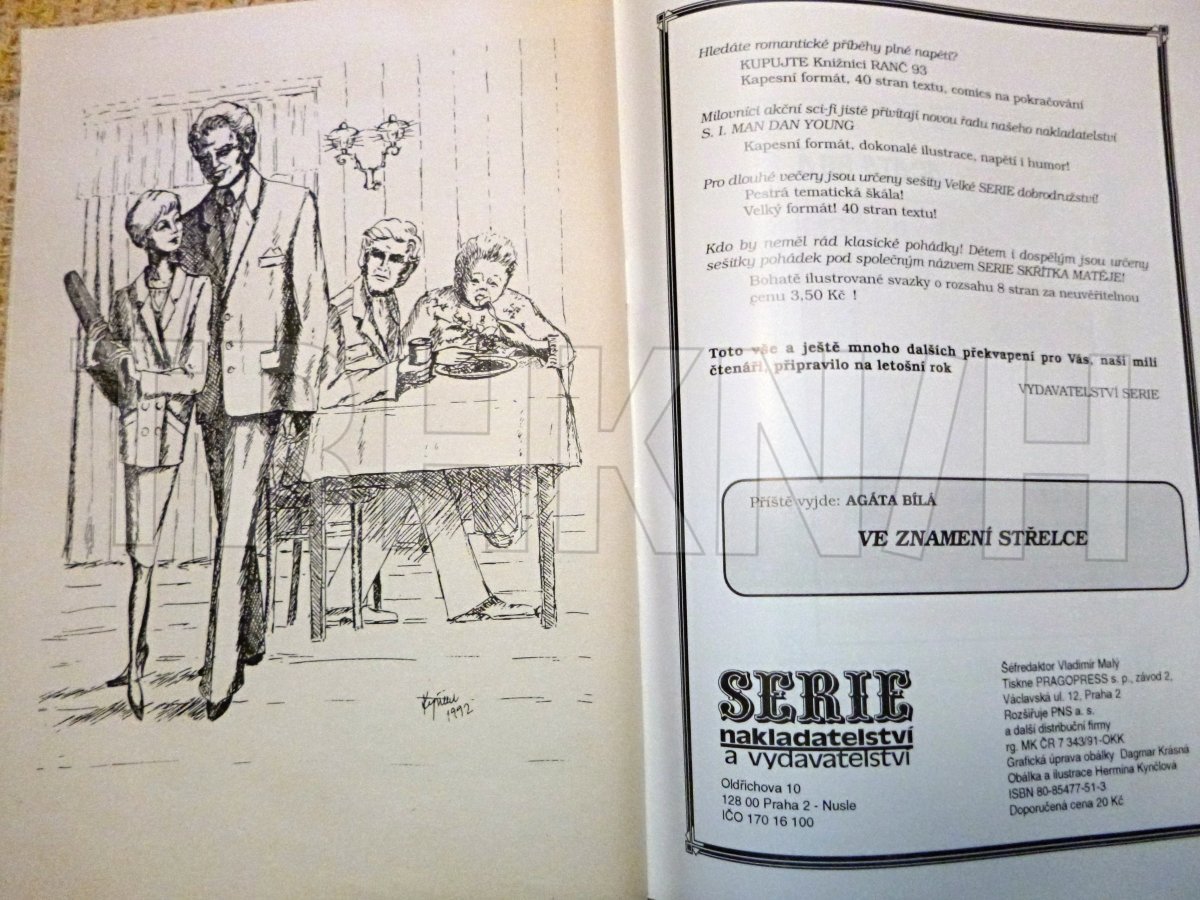 1992
Hledáte romantické příběhy plné napětí?
KUPUJTE Knižnici RANČ 93
Kapesní formát, 40 stran textu, comics na pokračování
Milovníci akční sci-fi jistě přivítají novou řadu našeho nakladatelství
S. I. MAN DAN YOUNG
Kapesní formát, dokonalé ilustrace, napětí i humor!
Pro dlouhé večery jsou určeny sešity Velké SERIE dobrodružství!
Pestrá tematická škála!
Velký formát! 40 stran textu!
Kdo by neměl rád klasické pohádky! Dětem i dospělým jsou určeny
sešitky pohádek pod společným názvem SERIE SKŘÍTKA MATĚJE!
Bohatě ilustrované svazky o rozsahu 8 stran za neuvěřitelnou
cenu 3,50 Kč !
Toto vše a ještě mnoho dalších překvapení pro Vás, naši milí
čtenáři, připravilo na letošní rok
VYDAVATELSTVÍ SERIE
Příště vyjde: AGÁTA BÍLÁ
VE ZNAMENÍ STŘELCE
SERIE
nakladatelství
a vydavatelství
Oldřichova 10
128 00 Praha 2 - Nusle
IČO 170 16 100
Šéfredaktor Vladimír Malý
Tiskne PRAGOPRESS s. p., závod 2,
Václavská ul. 12, Praha 2
Rozšiřuje PNS a. s.
a další distribuční firmy
rg. MK ČR 7 343/91-OKK
Grafická úprava obálky Dagmar Krásná
Obálka a ilustrace Hermina Kynčlová
ISBN 80-85477-51-3
Doporučená cena 20 Kč